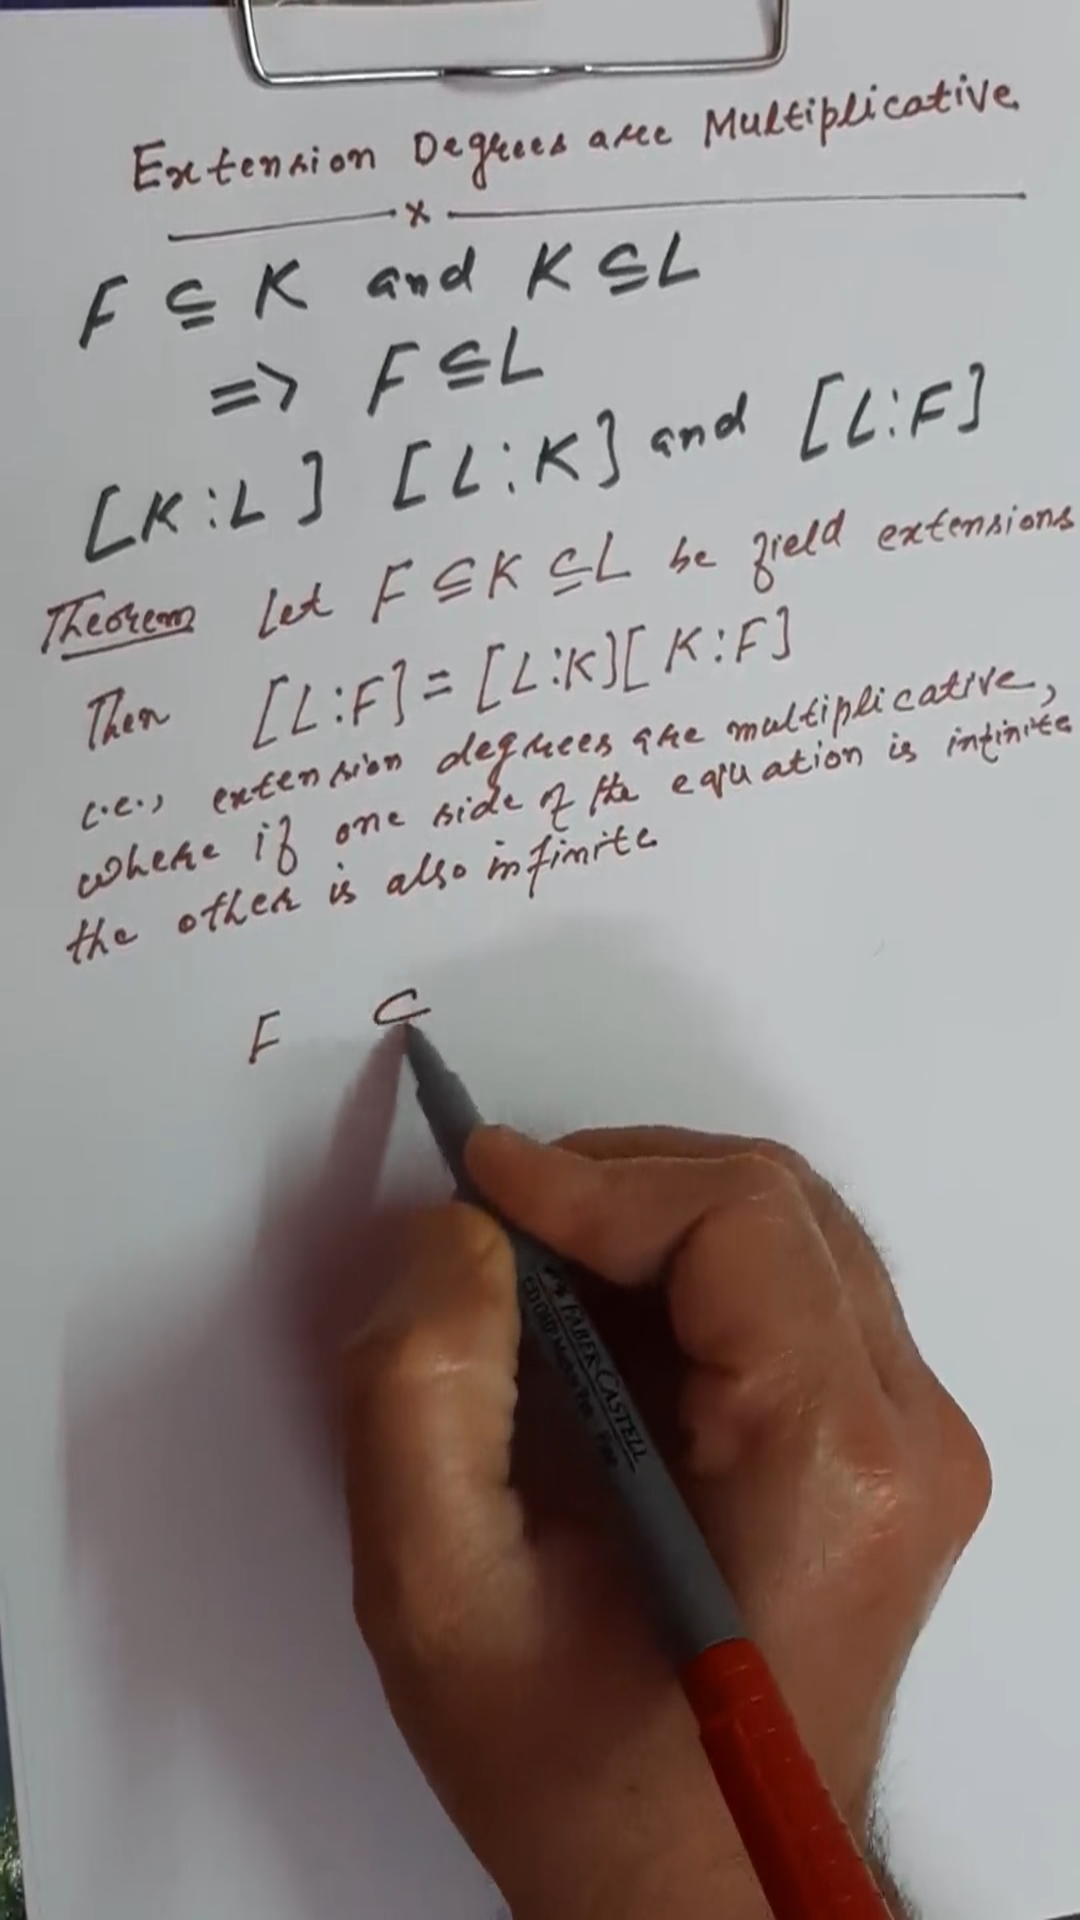 Extension Degrees are Multiplicative
x
F ⊆ K and K ⊆ L
=> F ⊆ L
[K:L] [L:K] and [L:F]
Theorem Let F ⊆ K ⊆ L be field extensions
Then [L:F] = [L:K][K:F]
i.e., extension degrees are multiplicative,
where if one side of the equation is infinite
the other is also infinite
F ⊂
FABER-CASTELL